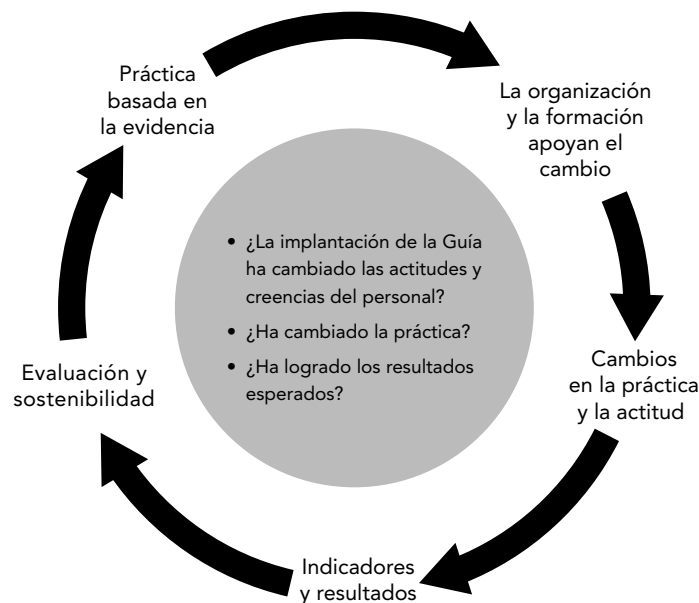 Práctica
basada en
la evidencia
La organización
y la formación
apoyan el
cambio
• ¿La implantación de la Guía
ha cambiado las actitudes y
creencias del personal?
• ¿Ha cambiado la práctica?
• ¿Ha logrado los resultados
esperados?
Cambios
en la práctica
y la actitud
Indicadores
y resultados
Evaluación y
sostenibilidad